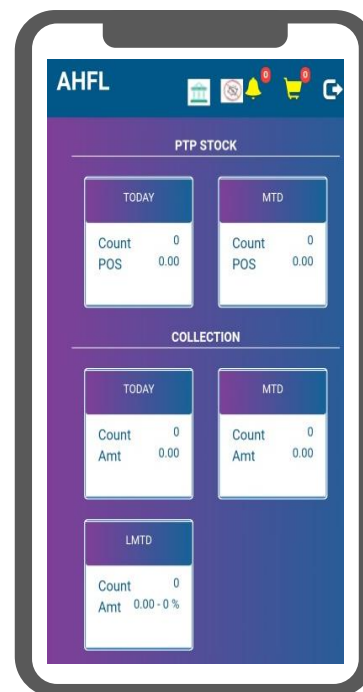 AHFL 0 0
PTP STOCK
TODAY MTD
Count 0 Count 0
POS 0.00 POS 0.00
COLLECTION
TODAY MTD
Count 0 Count 0
Amt 0.00 Amt 0.00
LMTD
Count 0
Amt 0.00 - 0 %